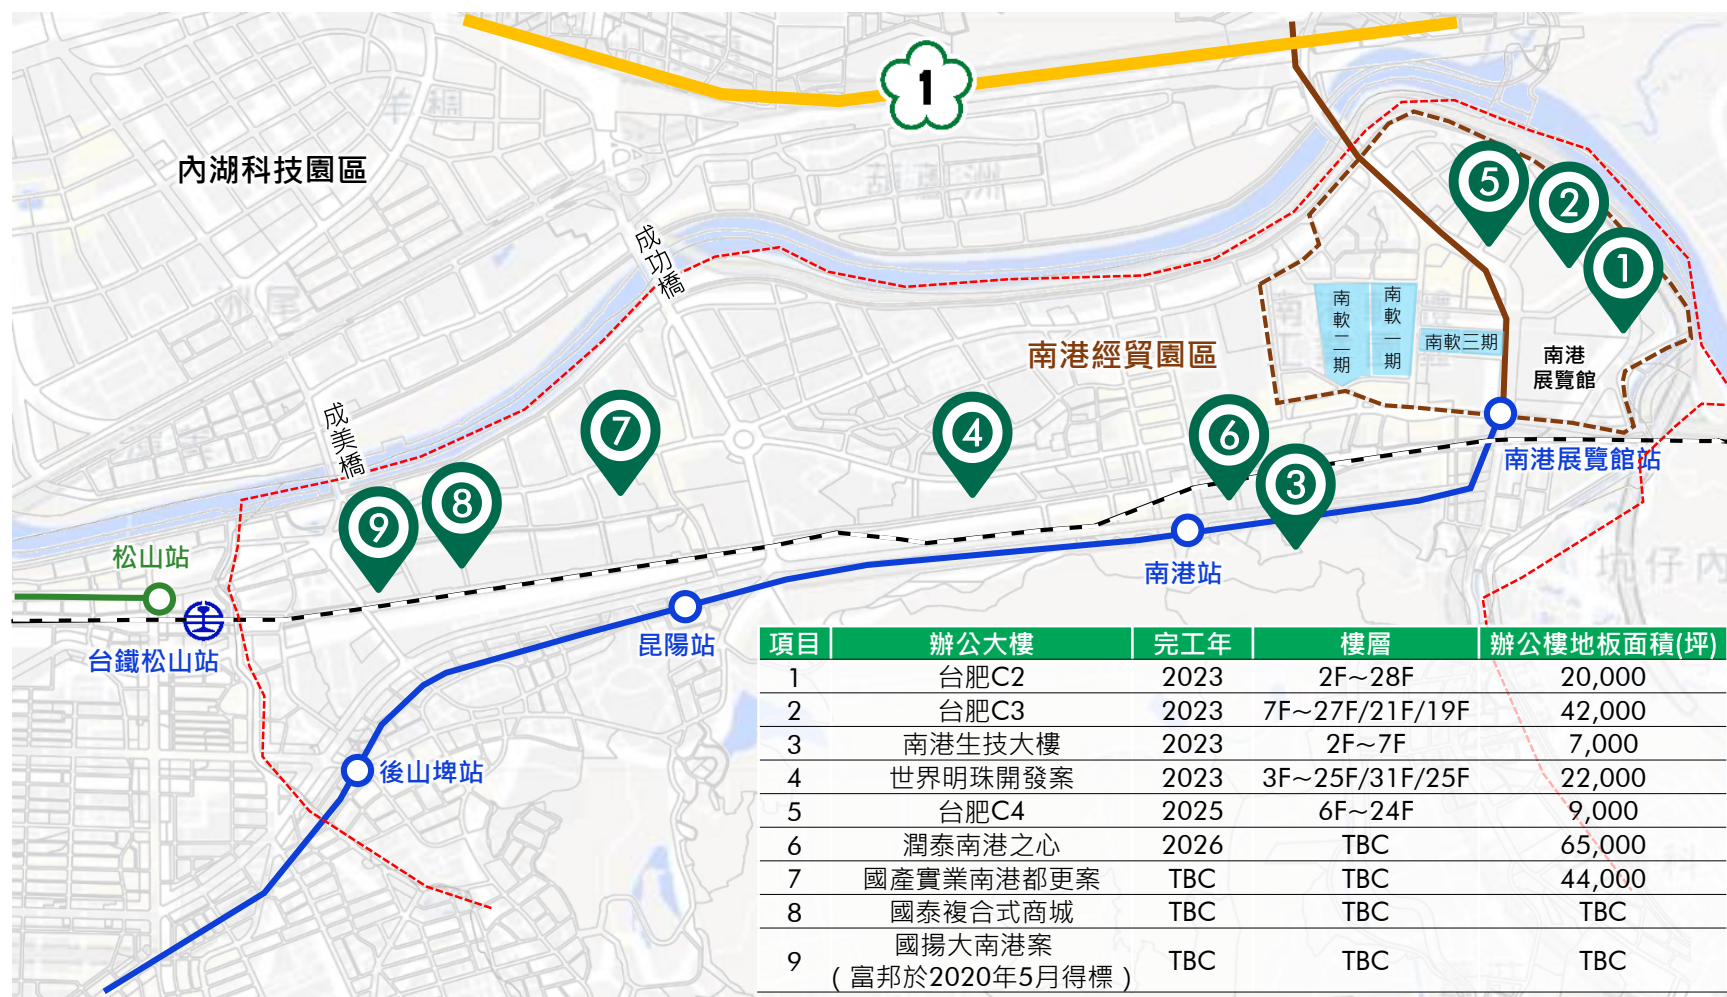 1
內湖科技園區
成功橋
成美橋
南港經貿園區
南軟二期
南軟一期
南軟三期
南港
展覽館
5
2
1
7
4
6
3
8
9
南港展覽館站
松山站
台鐵松山站
南港站
昆陽站
後山埤站
項目 辦公大樓 完工年 樓層 辦公樓地板面積(坪)
1 台肥C2 2023 2F~28F 20,000
2 台肥C3 2023 7F~27F/21F/19F 42,000
3 南港生技大樓 2023 2F~7F 7,000
4 世界明珠開發案 2023 3F~25F/31F/25F 22,000
5 台肥C4 2025 6F~24F 9,000
6 潤泰南港之心 2026 TBC 65,000
7 國產實業南港都更案 TBC TBC 44,000
8 國泰複合式商城 TBC TBC TBC
9 國揚大南港案 TBC TBC TBC
(富邦於2020年5月得標)